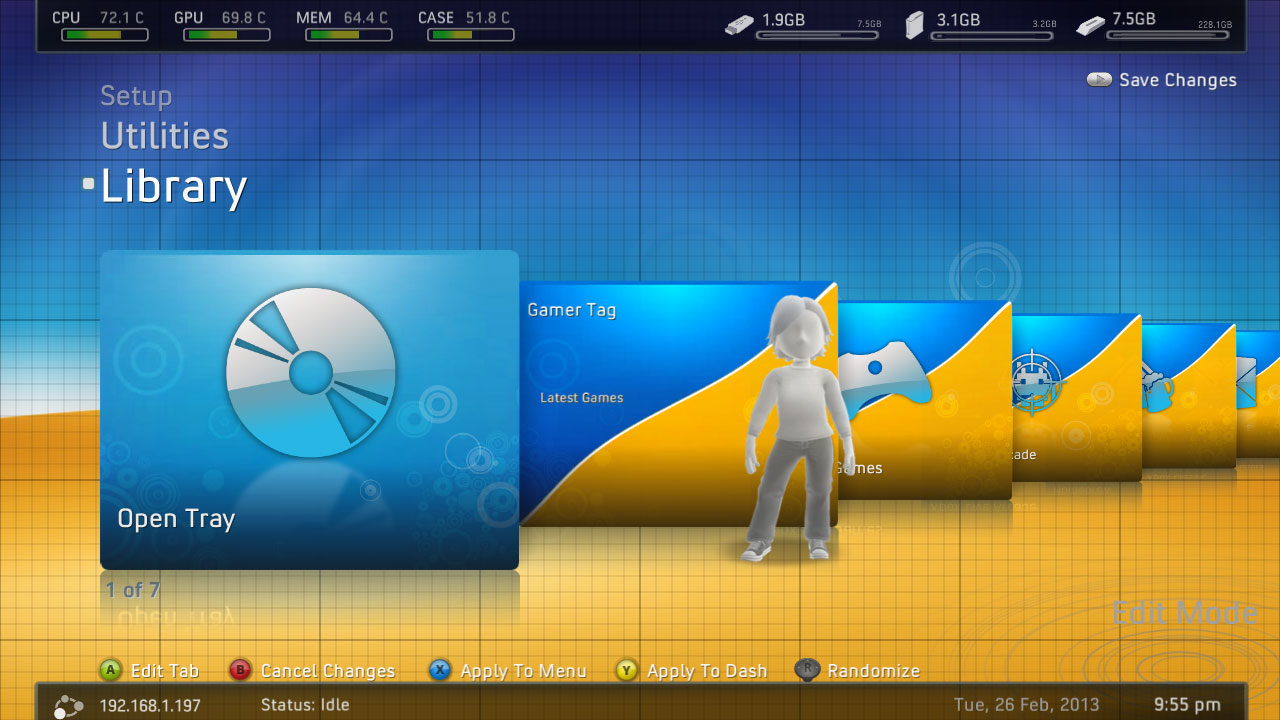 CPU 72.1 C GPU 69.8 C MEM 64.4 C CASE 51.8 C 1.9GB 7.5GB 3.1GB 3.2GB 7.5GB 228.1GB
Save Changes
Setup
Utilities
Library
Gamer Tag
Latest Games
Games
cade
Open Tray
1 of 7
Edit Mode
A Edit Tab B Cancel Changes X Apply To Menu Y Apply To Dash R Randomize
192.168.1.197 Status: Idle Tue, 26 Feb, 2013 9:55 pm